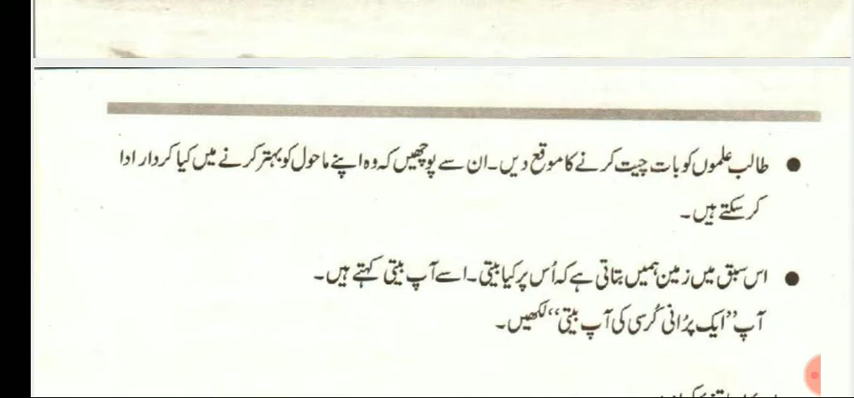 ● طالب علموں کو بات چیت کرنے کا موقع دیں۔ ان سے پوچھیں کہ وہ اپنے ماحول کو بہتر کرنے میں کیا کردار ادا
کر سکتے ہیں۔
● اس سبق میں زمین ہمیں بتاتی ہے کہ اُس پر کیا بیتی۔ اسے آپ بیتی کہتے ہیں۔
آپ ”ایک پرُانی کُرسی کی آپ بیتی“ لکھیں۔